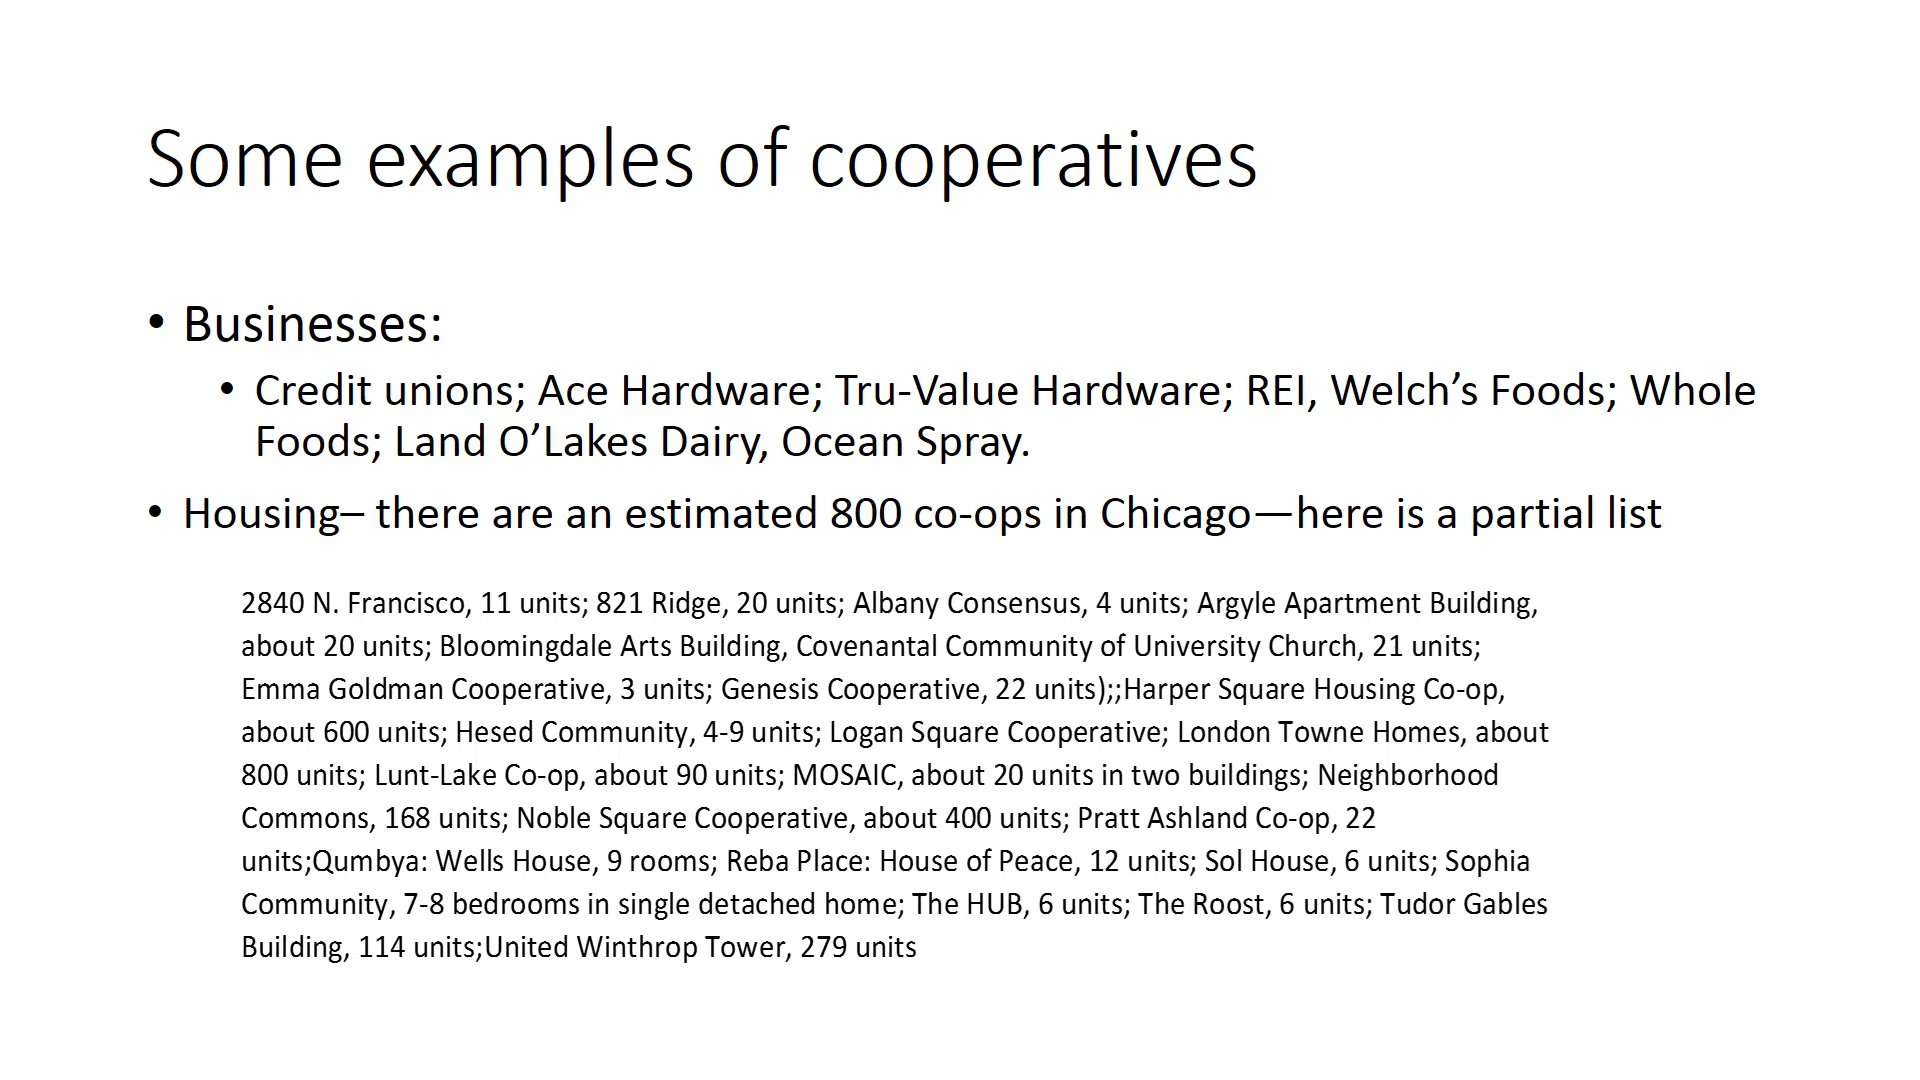 Some examples of cooperatives
• Businesses:
• Credit unions; Ace Hardware; Tru-Value Hardware; REI, Welch’s Foods; Whole
Foods; Land O’Lakes Dairy, Ocean Spray.
• Housing– there are an estimated 800 co-ops in Chicago—here is a partial list
2840 N. Francisco, 11 units; 821 Ridge, 20 units; Albany Consensus, 4 units; Argyle Apartment Building,
about 20 units; Bloomingdale Arts Building, Covenantal Community of University Church, 21 units;
Emma Goldman Cooperative, 3 units; Genesis Cooperative, 22 units);;Harper Square Housing Co-op,
about 600 units; Hesed Community, 4-9 units; Logan Square Cooperative; London Towne Homes, about
800 units; Lunt-Lake Co-op, about 90 units; MOSAIC, about 20 units in two buildings; Neighborhood
Commons, 168 units; Noble Square Cooperative, about 400 units; Pratt Ashland Co-op, 22
units;Qumbya: Wells House, 9 rooms; Reba Place: House of Peace, 12 units; Sol House, 6 units; Sophia
Community, 7-8 bedrooms in single detached home; The HUB, 6 units; The Roost, 6 units; Tudor Gables
Building, 114 units;United Winthrop Tower, 279 units